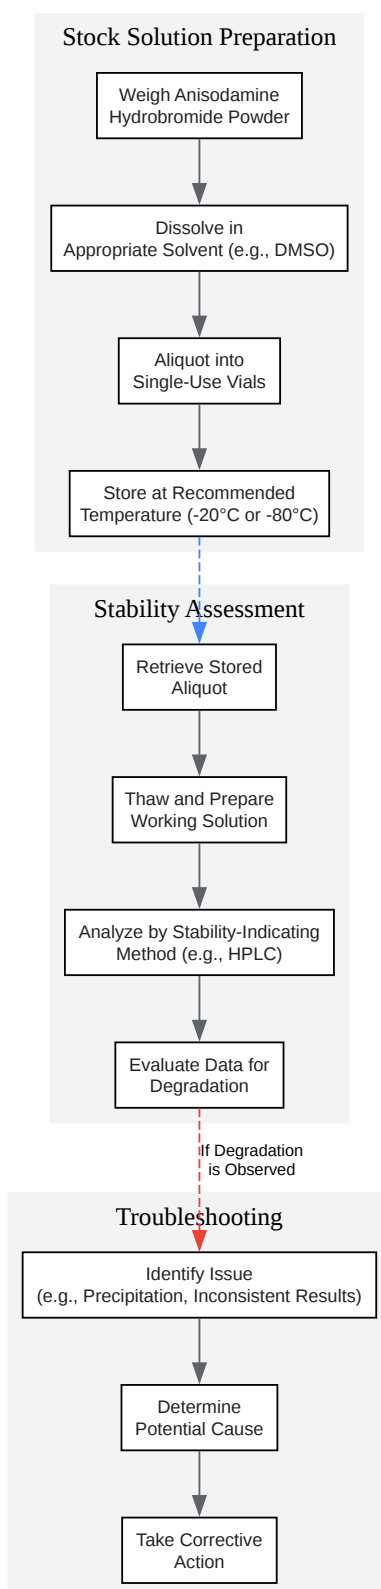 Stock Solution Preparation
Weigh Anisodamine
Hydrobromide Powder
Dissolve in
Appropriate Solvent (e.g., DMSO)
Aliquot into
Single-Use Vials
Store at Recommended
Temperature (-20°C or -80°C)
Stability Assessment
Retrieve Stored
Aliquot
Thaw and Prepare
Working Solution
Analyze by Stability-Indicating
Method (e.g., HPLC)
Evaluate Data for
Degradation
If Degradation
is Observed
Troubleshooting
Identify Issue
(e.g., Precipitation, Inconsistent Results)
Determine
Potential Cause
Take Corrective
Action